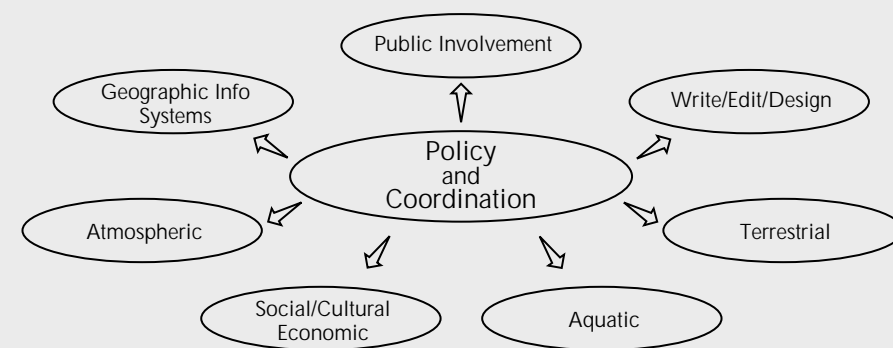 Public Involvement
Geographic Info
Systems
Write/Edit/Design
Policy
and
Coordination
Atmospheric
Terrestrial
Social/Cultural
Economic
Aquatic